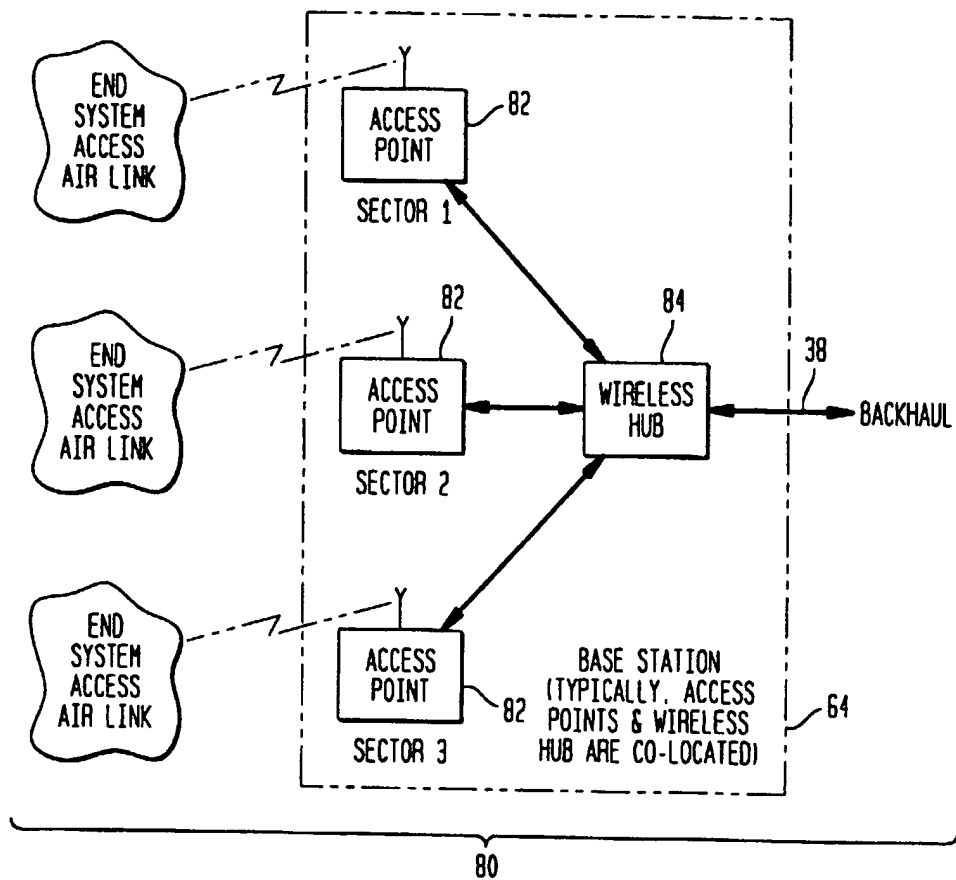 END
SYSTEM
ACCESS
AIR LINK
ACCESS
POINT
82
SECTOR 1
END
SYSTEM
ACCESS
AIR LINK
82
ACCESS
POINT
SECTOR 2
84
WIRELESS
HUB
38
BACKHAUL
END
SYSTEM
ACCESS
AIR LINK
ACCESS
POINT
82
SECTOR 3
BASE STATION
(TYPICALLY, ACCESS
POINTS & WIRELESS
HUB ARE CO-LOCATED)
64
80